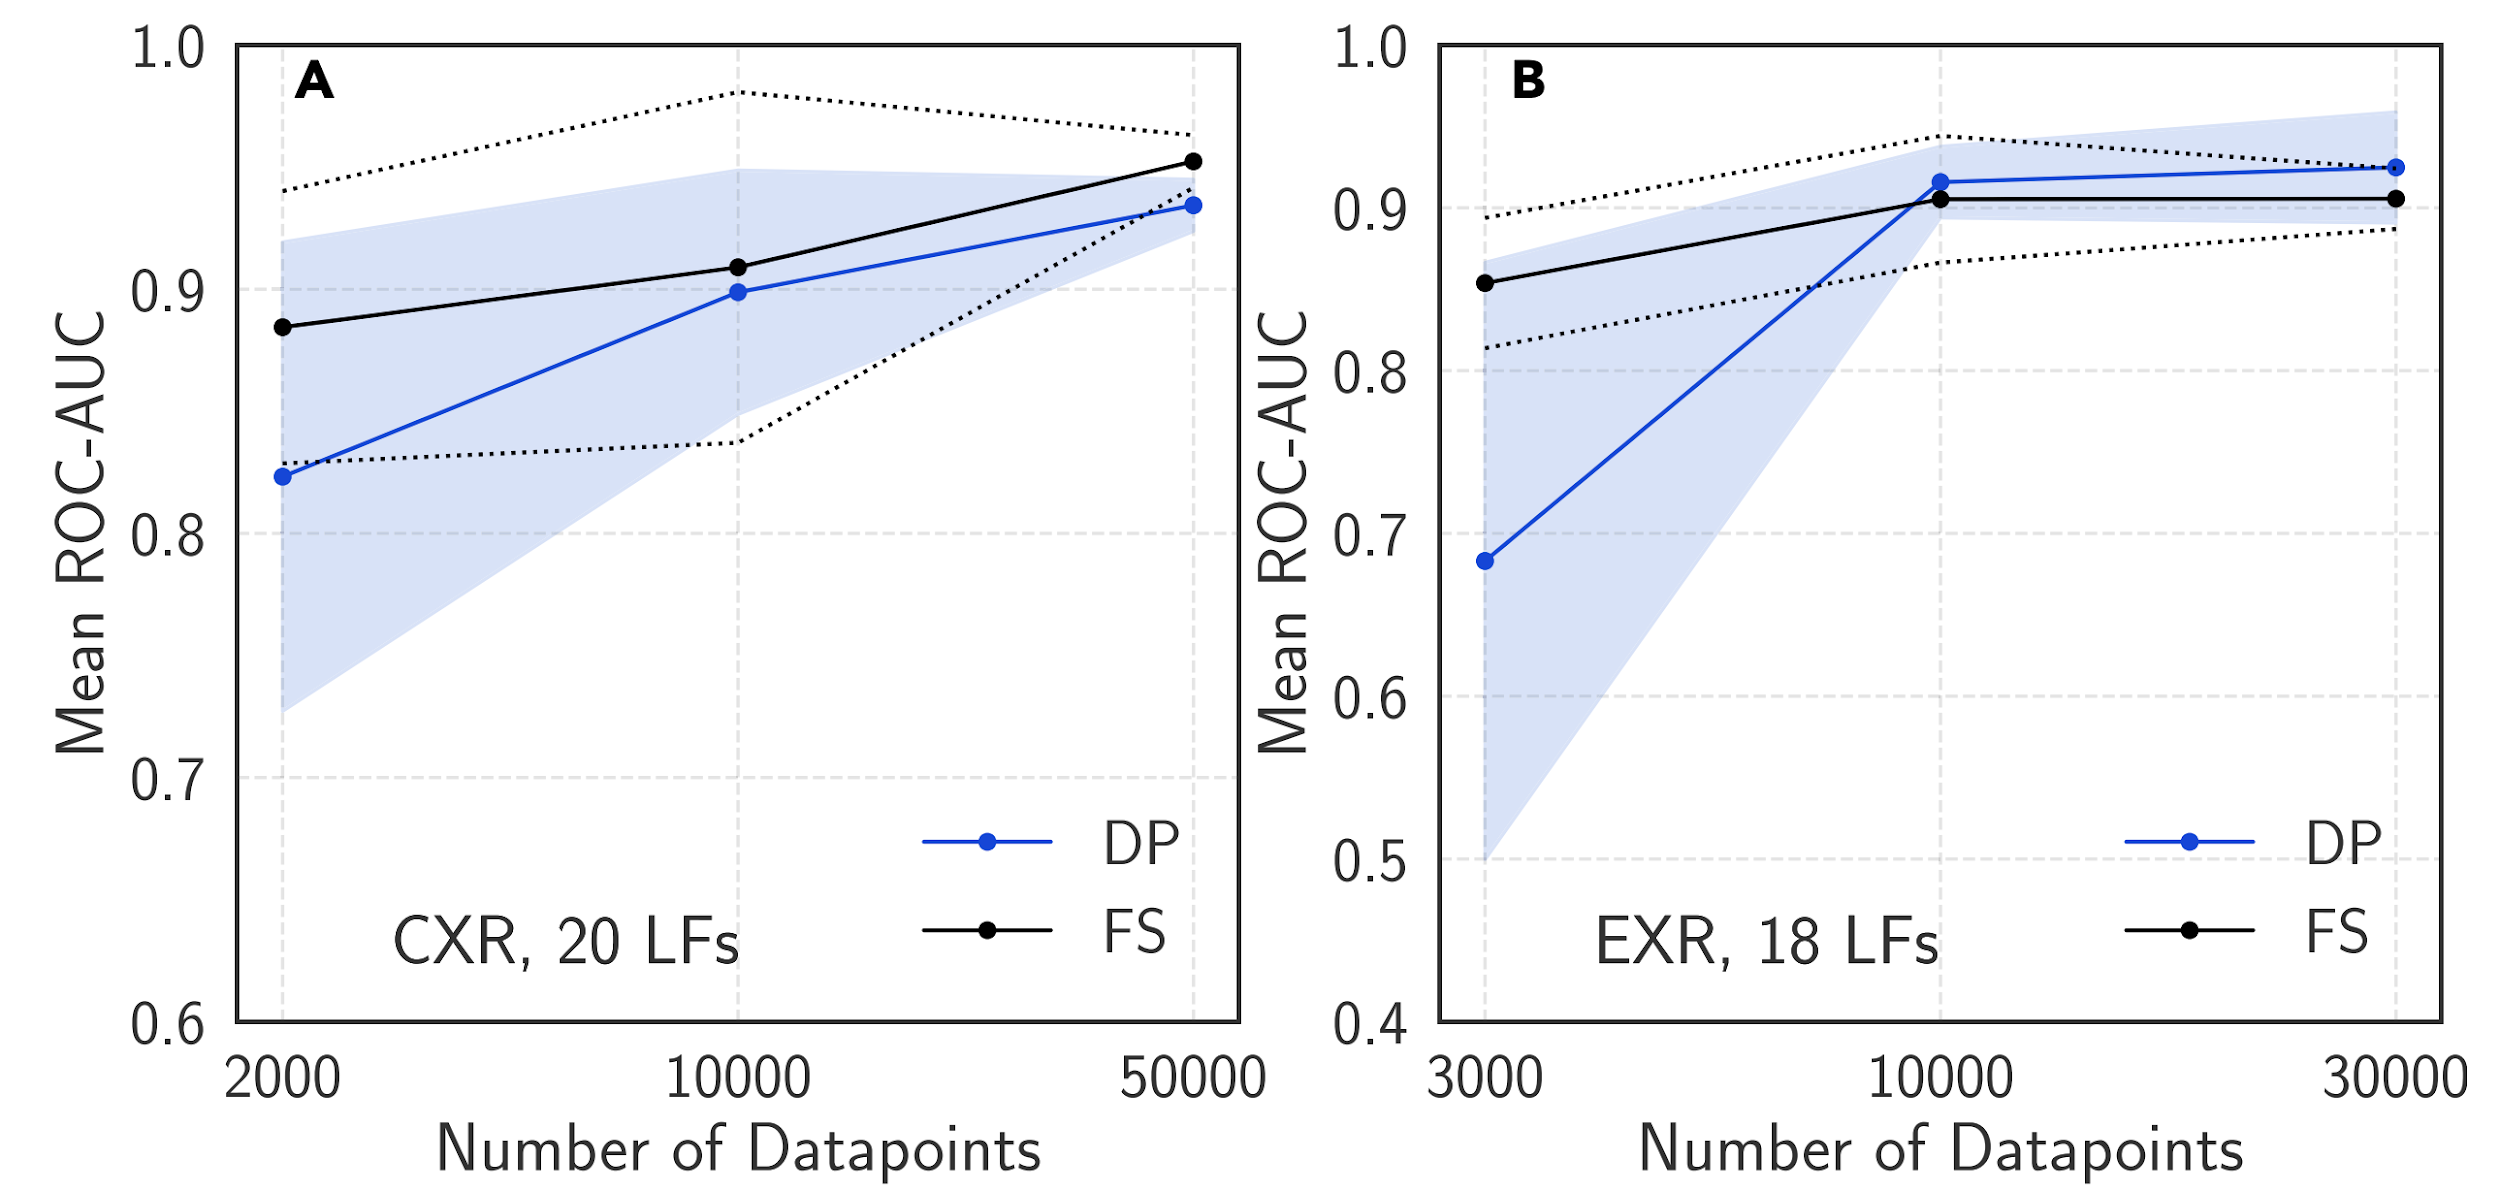 A
1.0
0.9
0.8
0.7
0.6
Mean ROC-AUC
DP
FS
CXR, 20 LFs
2000
10000
50000
Number of Datapoints
B
1.0
0.9
0.8
0.7
0.6
0.5
0.4
Mean ROC-AUC
DP
FS
EXR, 18 LFs
3000
10000
30000
Number of Datapoints